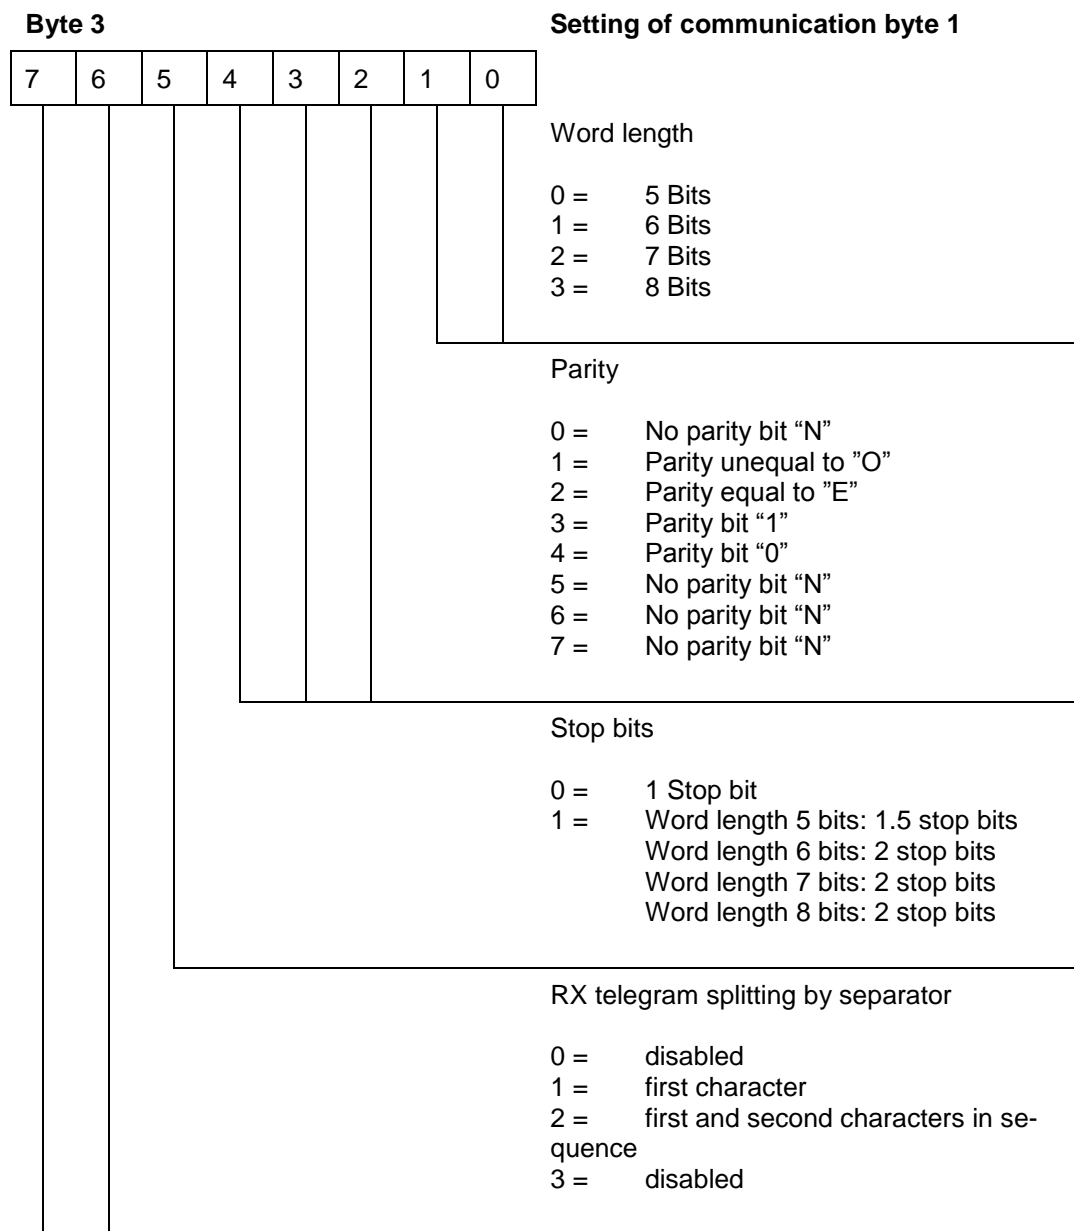 Byte 3 Setting of communication byte 1
7 6 5 4 3 2 1 0
Word length
0 = 5 Bits
1 = 6 Bits
2 = 7 Bits
3 = 8 Bits
Parity
0 = No parity bit “N”
1 = Parity unequal to ”O”
2 = Parity equal to ”E”
3 = Parity bit “1”
4 = Parity bit “0”
5 = No parity bit “N”
6 = No parity bit “N”
7 = No parity bit “N”
Stop bits
0 = 1 Stop bit
1 = Word length 5 bits: 1.5 stop bits
Word length 6 bits: 2 stop bits
Word length 7 bits: 2 stop bits
Word length 8 bits: 2 stop bits
RX telegram splitting by separator
0 = disabled
1 = first character
2 = first and second characters in se-
quence
3 = disabled